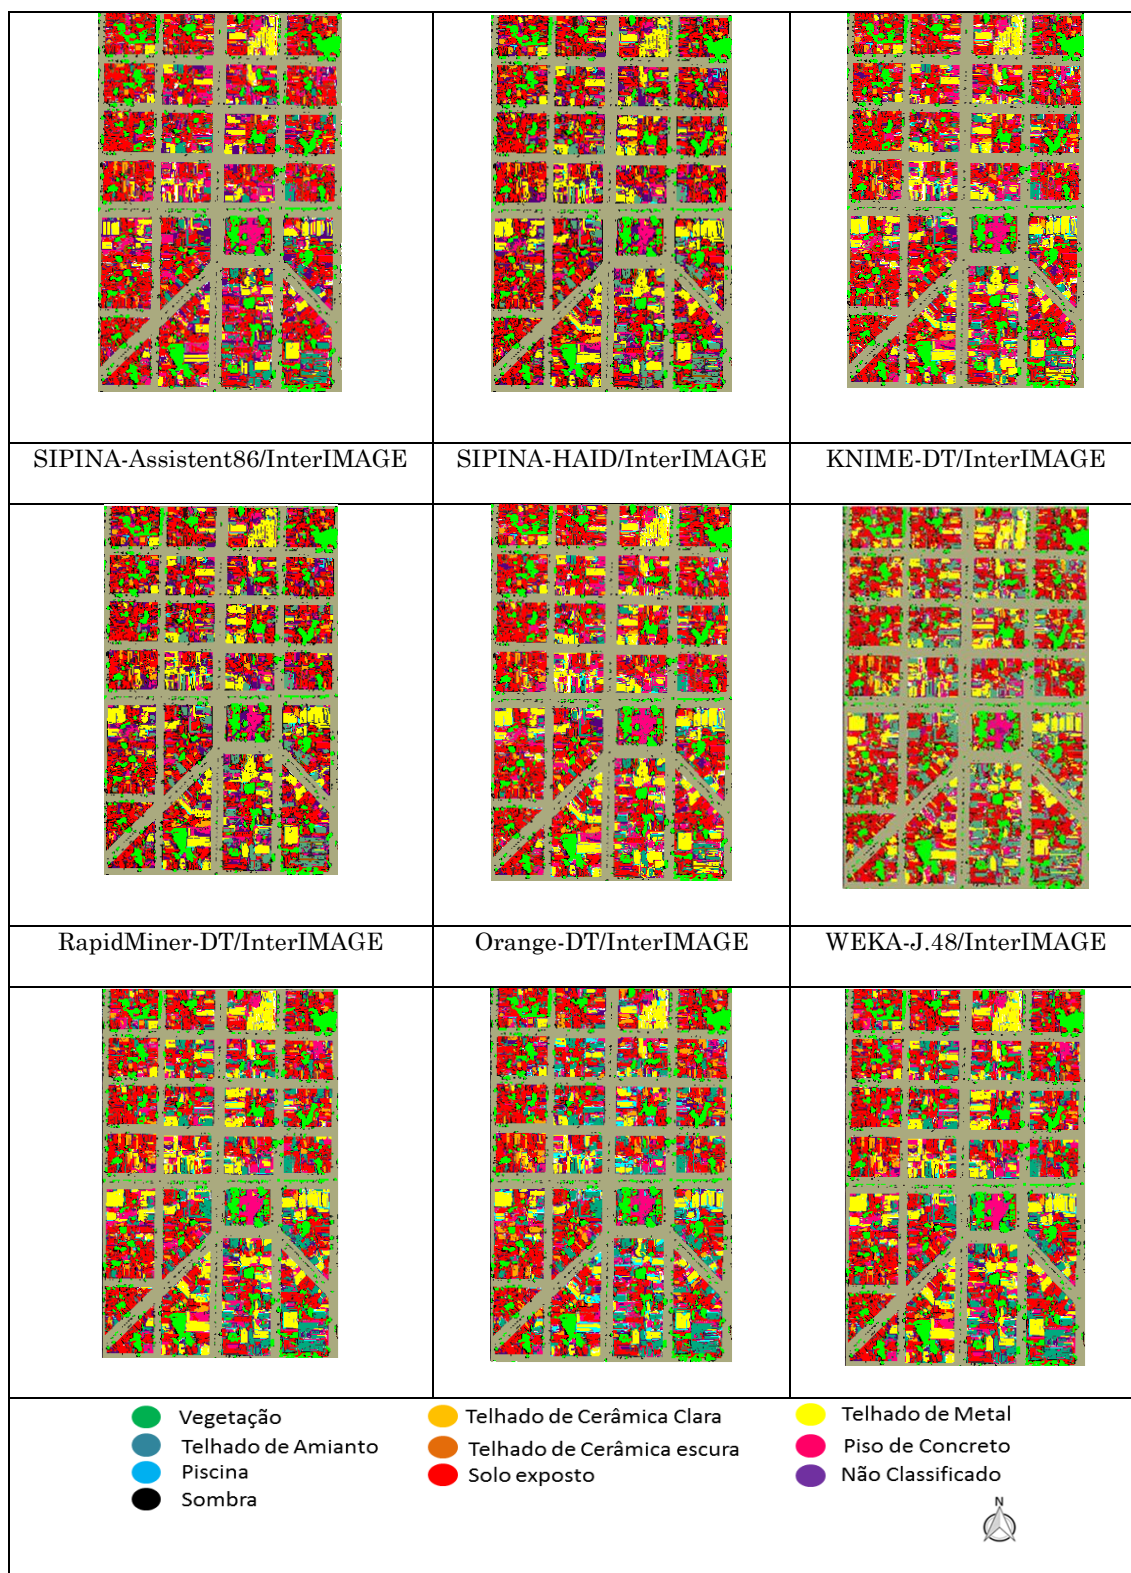 SIPINA-Assistent86/InterIMAGE
SIPINA-HAID/InterIMAGE
KNIME-DT/InterIMAGE
RapidMiner-DT/InterIMAGE
Orange-DT/InterIMAGE
WEKA-J.48/InterIMAGE
Vegetação
Telhado de Amianto
Piscina
Sombra
Telhado de Cerâmica Clara
Telhado de Cerâmica escura
Solo exposto
Telhado de Metal
Piso de Concreto
Não Classificado
N